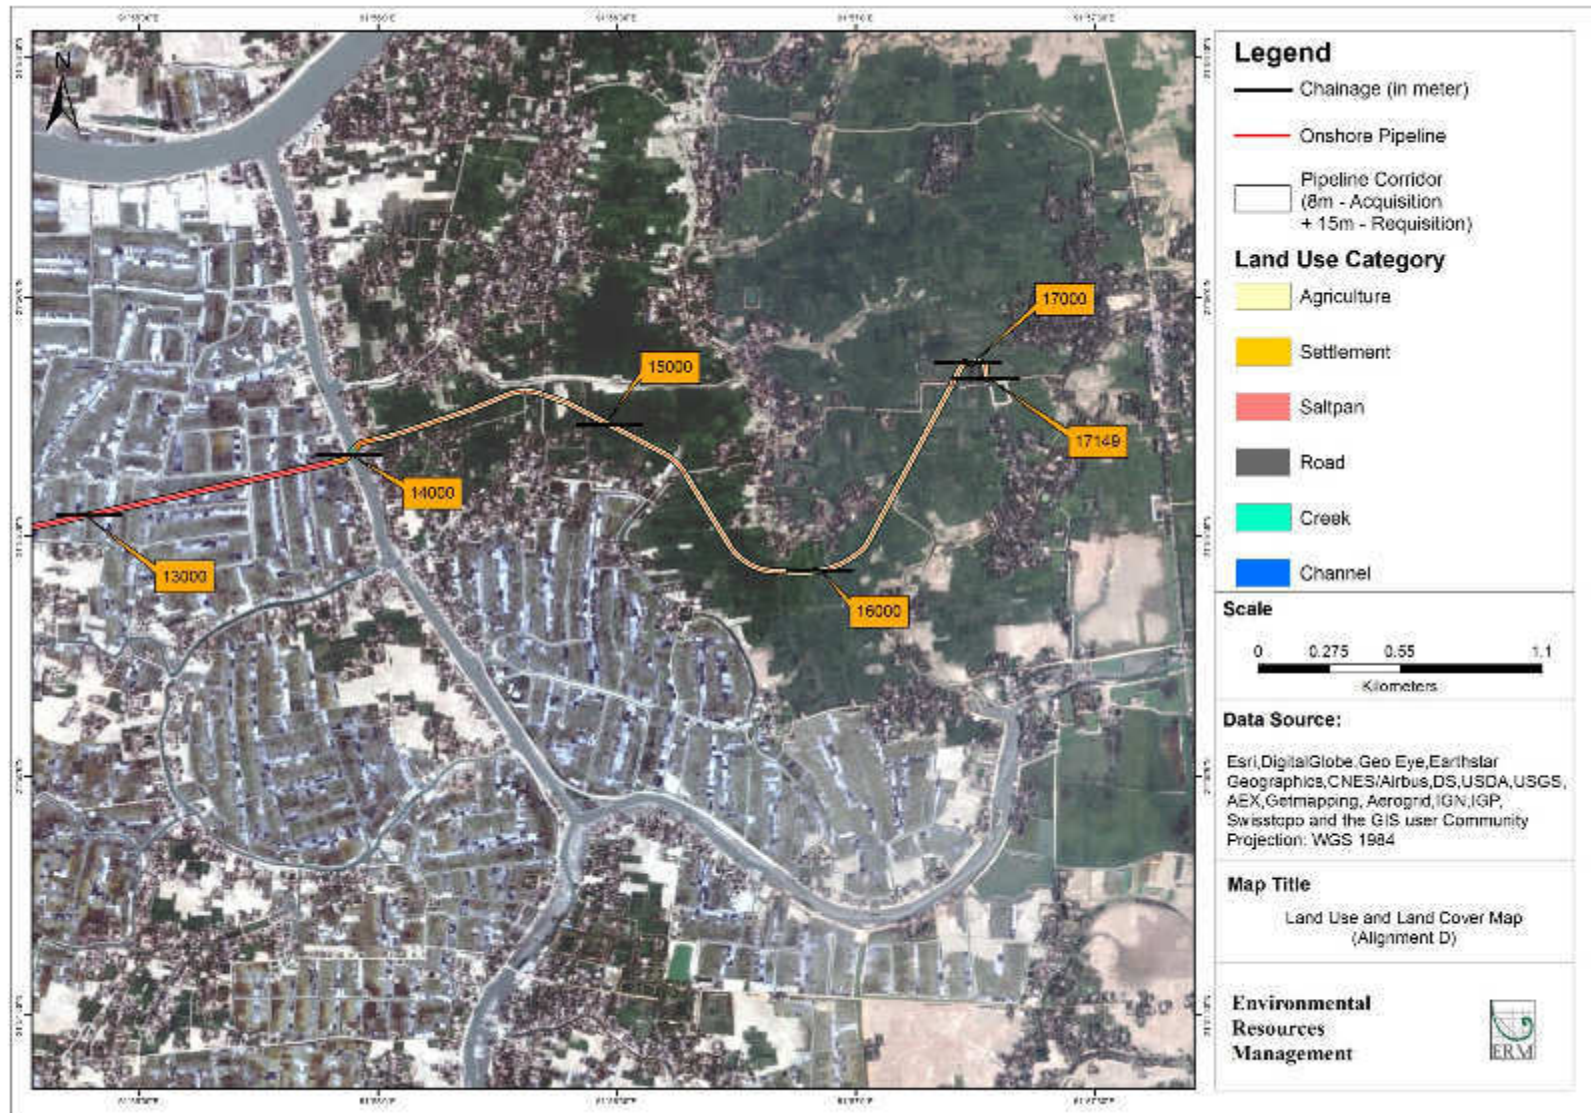 N
15000
17000
14000
17149
13000
16000
Legend
Chainage (in meter)
Onshore Pipeline
Pipeline Corridor
(8m - Acquisition
+ 15m - Requisition)
Land Use Category
Agriculture
Settlement
Saltpan
Road
Creek
Channel
Scale
0 0.275 0.55 1.1
Kilometers
Data Source:
Esri,DigitalGlobe,Geo Eye,Earthstar
Geographics,CNES/Airbus,DS,USDA,USGS,
AEX,Getmapping, Aerogrid,IGN,IGP,
Swisstopo and the GIS user Community
Projection: WGS 1984
Map Title
Land Use and Land Cover Map
(Alignment D)
Environmental
Resources
Management
ERM